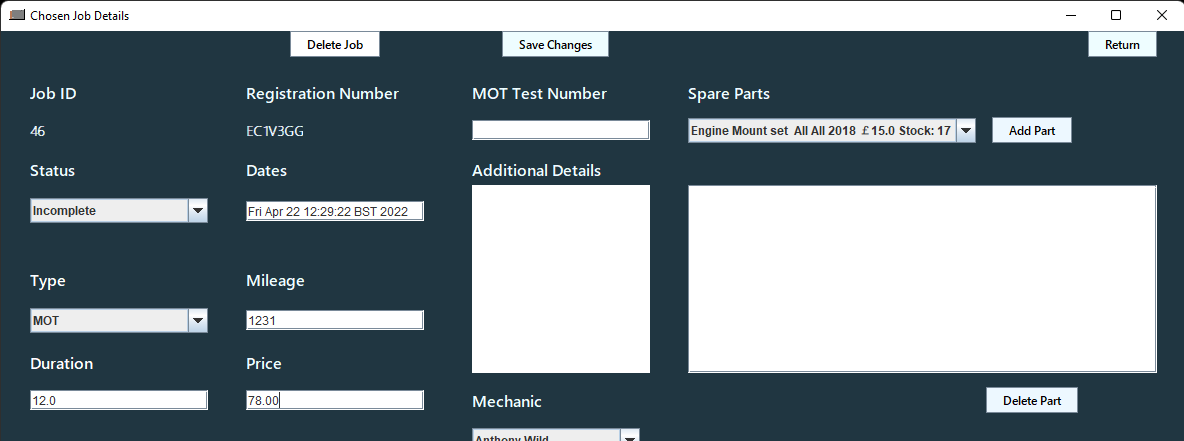 Chosen Job Details
Delete Job Save Changes Return
Job ID Registration Number MOT Test Number Spare Parts
46 EC1V3GG Engine Mount set All All 2018 £15.0 Stock: 17 Add Part
Status Dates Additional Details
Incomplete Fri Apr 22 12:29:22 BST 2022
Type Mileage
MOT 1231
Duration Price
12.0 78.00
Mechanic Delete Part
Anthony Wild